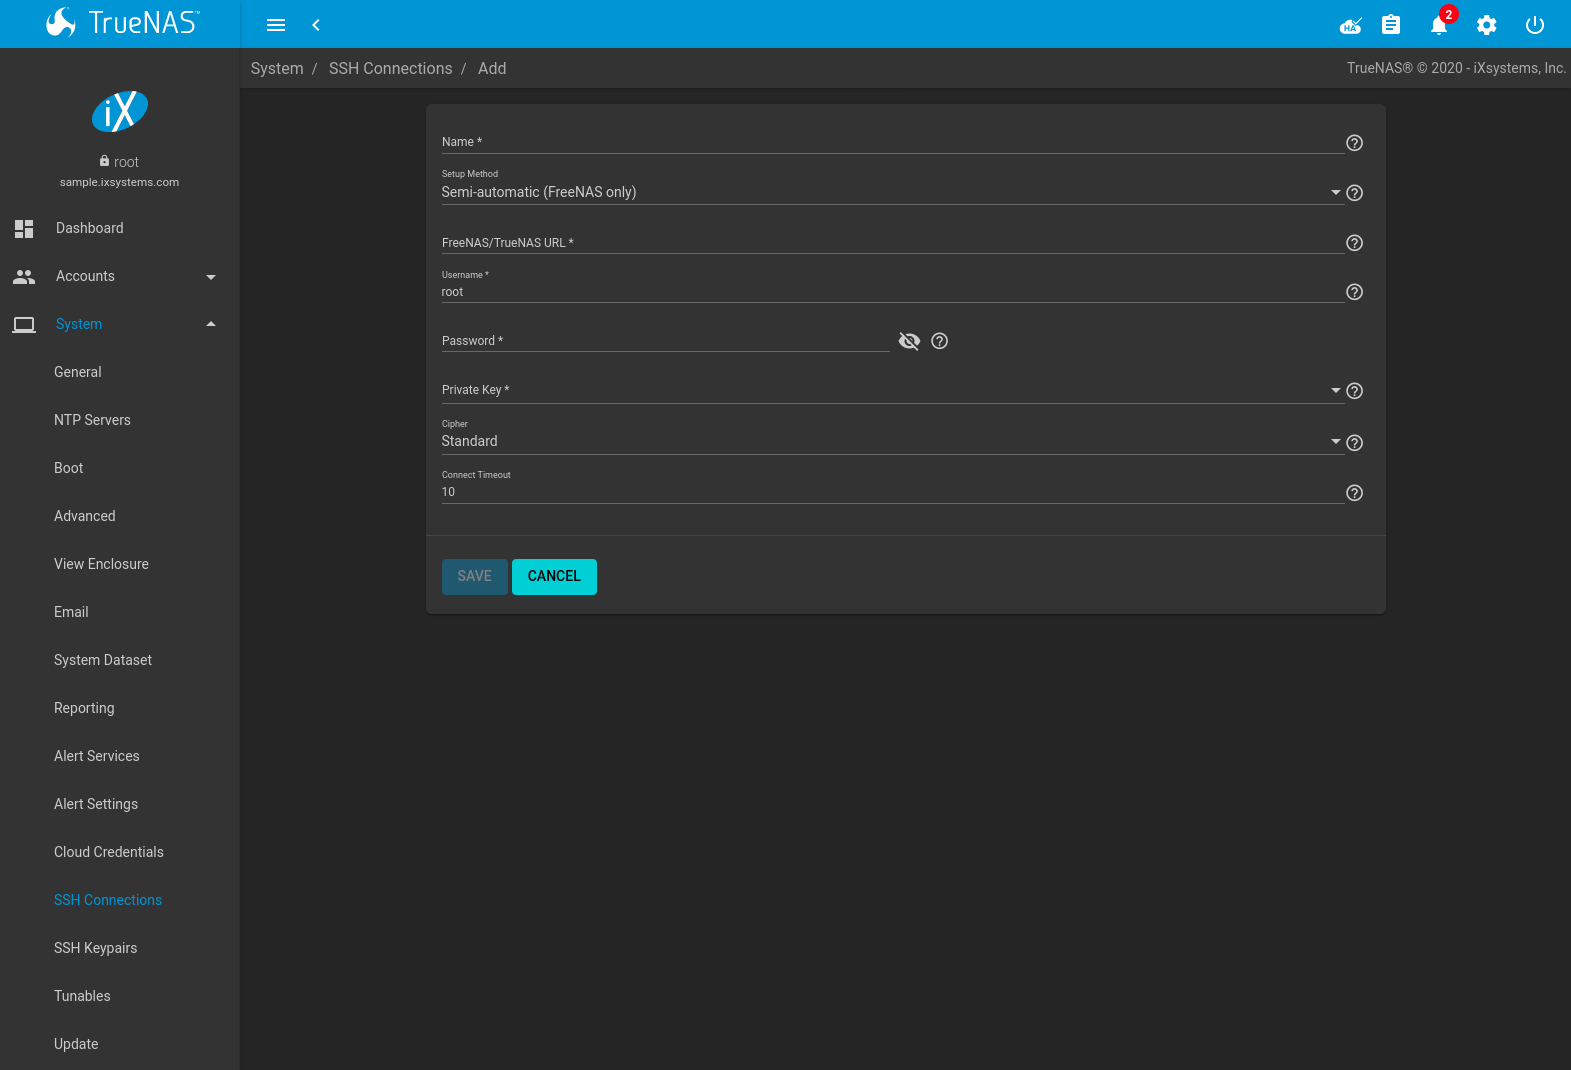 TrueNAS™
HA
2
System / SSH Connections / Add
TrueNAS® © 2020 - iXsystems, Inc.
iX
root
sample.ixsystems.com
Dashboard
Accounts
System
General
NTP Servers
Boot
Advanced
View Enclosure
Email
System Dataset
Reporting
Alert Services
Alert Settings
Cloud Credentials
SSH Connections
SSH Keypairs
Tunables
Update
Name *
Setup Method
Semi-automatic (FreeNAS only)
FreeNAS/TrueNAS URL *
Username *
root
Password *
Private Key *
Cipher
Standard
Connect Timeout
10
SAVE CANCEL